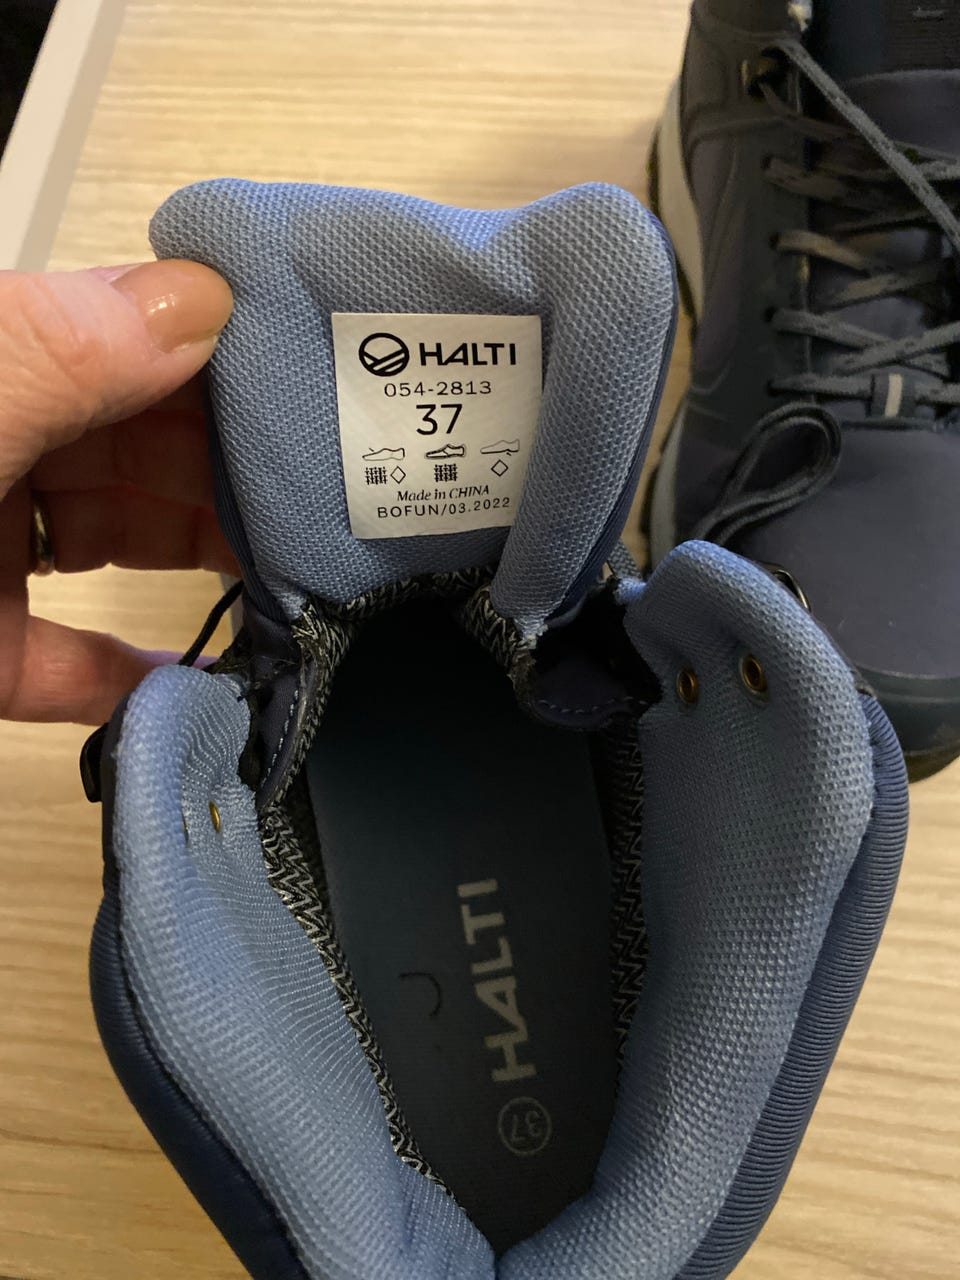 HALTI
054-2813
37
Made in CHINA
BOFUN/03.2022
HALTI
37